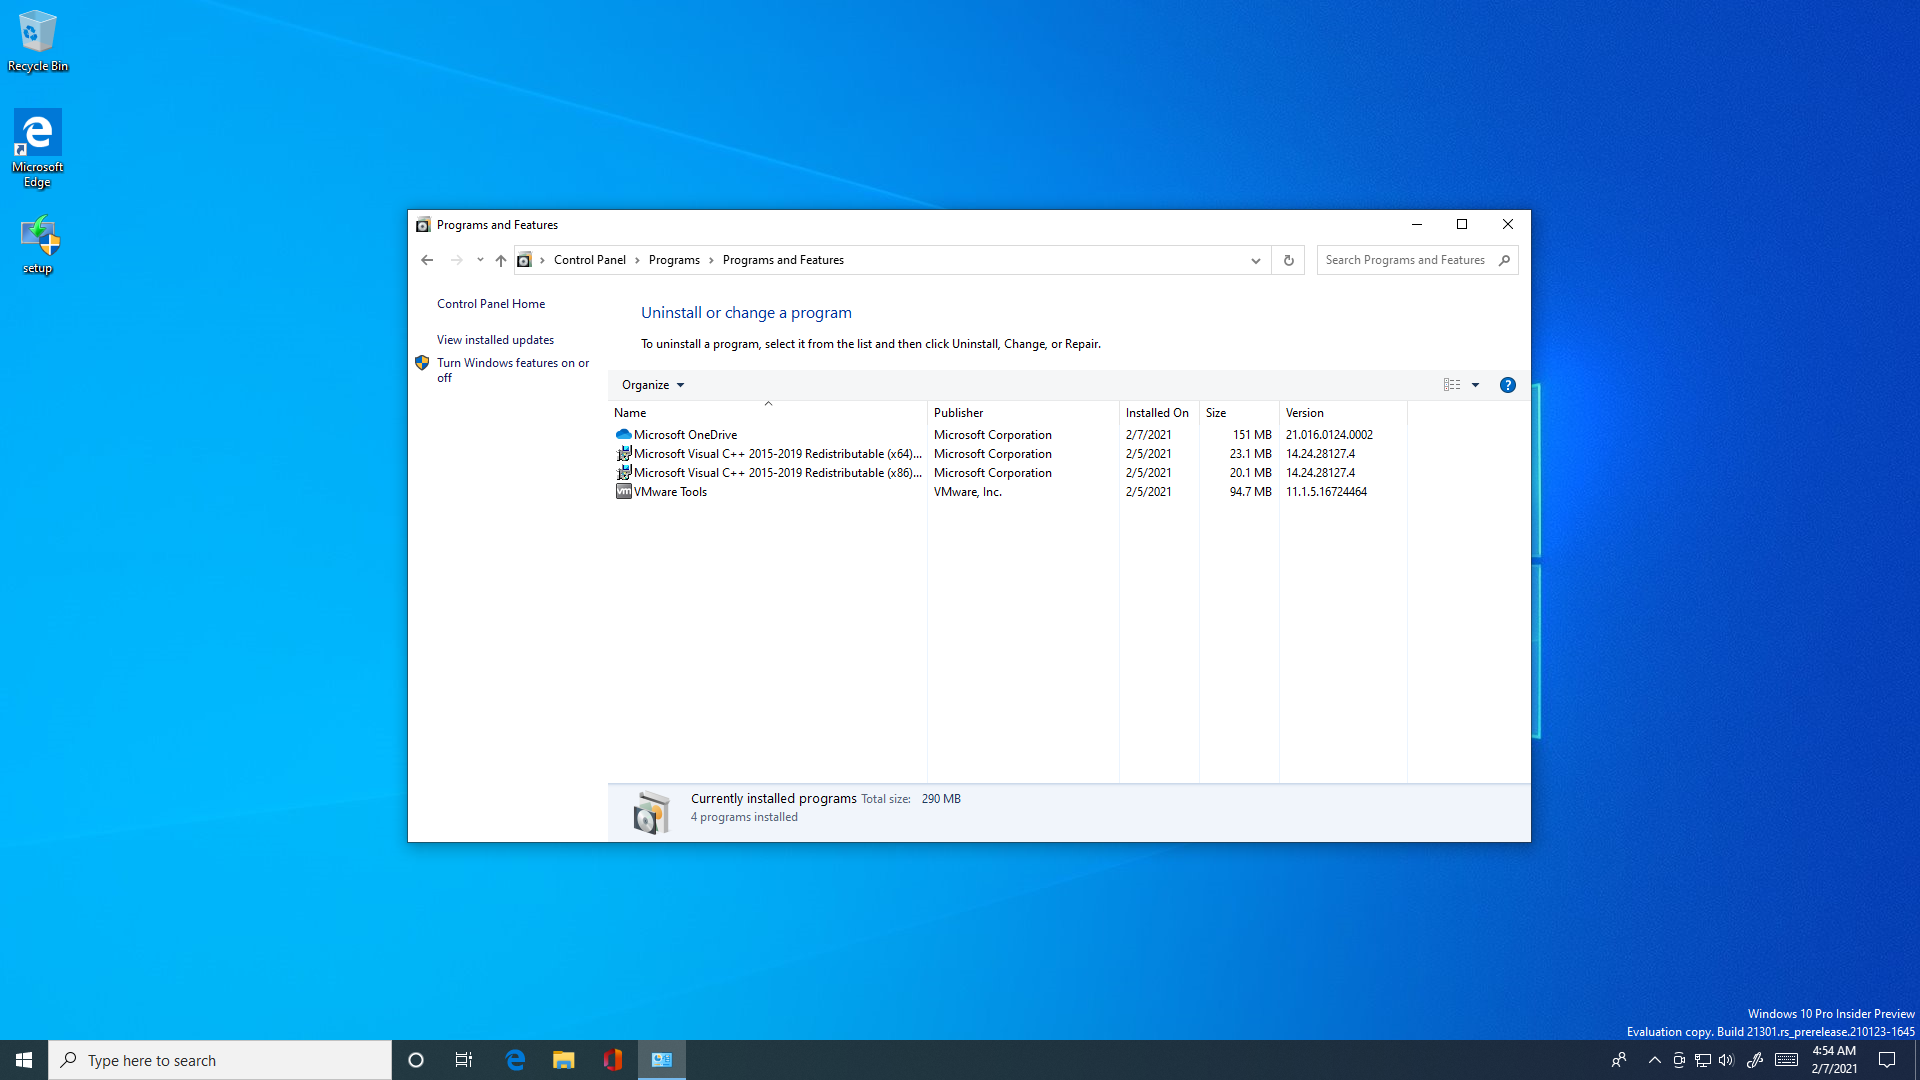 Recycle Bin
Microsoft
Edge
setup
Programs and Features
Control Panel
Programs
Programs and Features
Search Programs and Features
Control Panel Home
View installed updates
Turn Windows features on or
off
Uninstall or change a program
To uninstall a program, select it from the list and then click Uninstall, Change, or Repair.
Organize
Name Publisher Installed On Size Version
Microsoft OneDrive Microsoft Corporation 2/7/2021 151 MB 21.016.0124.0002
Microsoft Visual C++ 2015-2019 Redistributable (x64)... Microsoft Corporation 2/5/2021 23.1 MB 14.24.28127.4
Microsoft Visual C++ 2015-2019 Redistributable (x86)... Microsoft Corporation 2/5/2021 20.1 MB 14.24.28127.4
vm VMware Tools VMware, Inc. 2/5/2021 94.7 MB 11.1.5.16724464
Currently installed programs Total size: 290 MB
4 programs installed
Windows 10 Pro Insider Preview
Evaluation copy. Build 21301.rs_prerelease.210123-1645
Type here to search
4:54 AM
2/7/2021